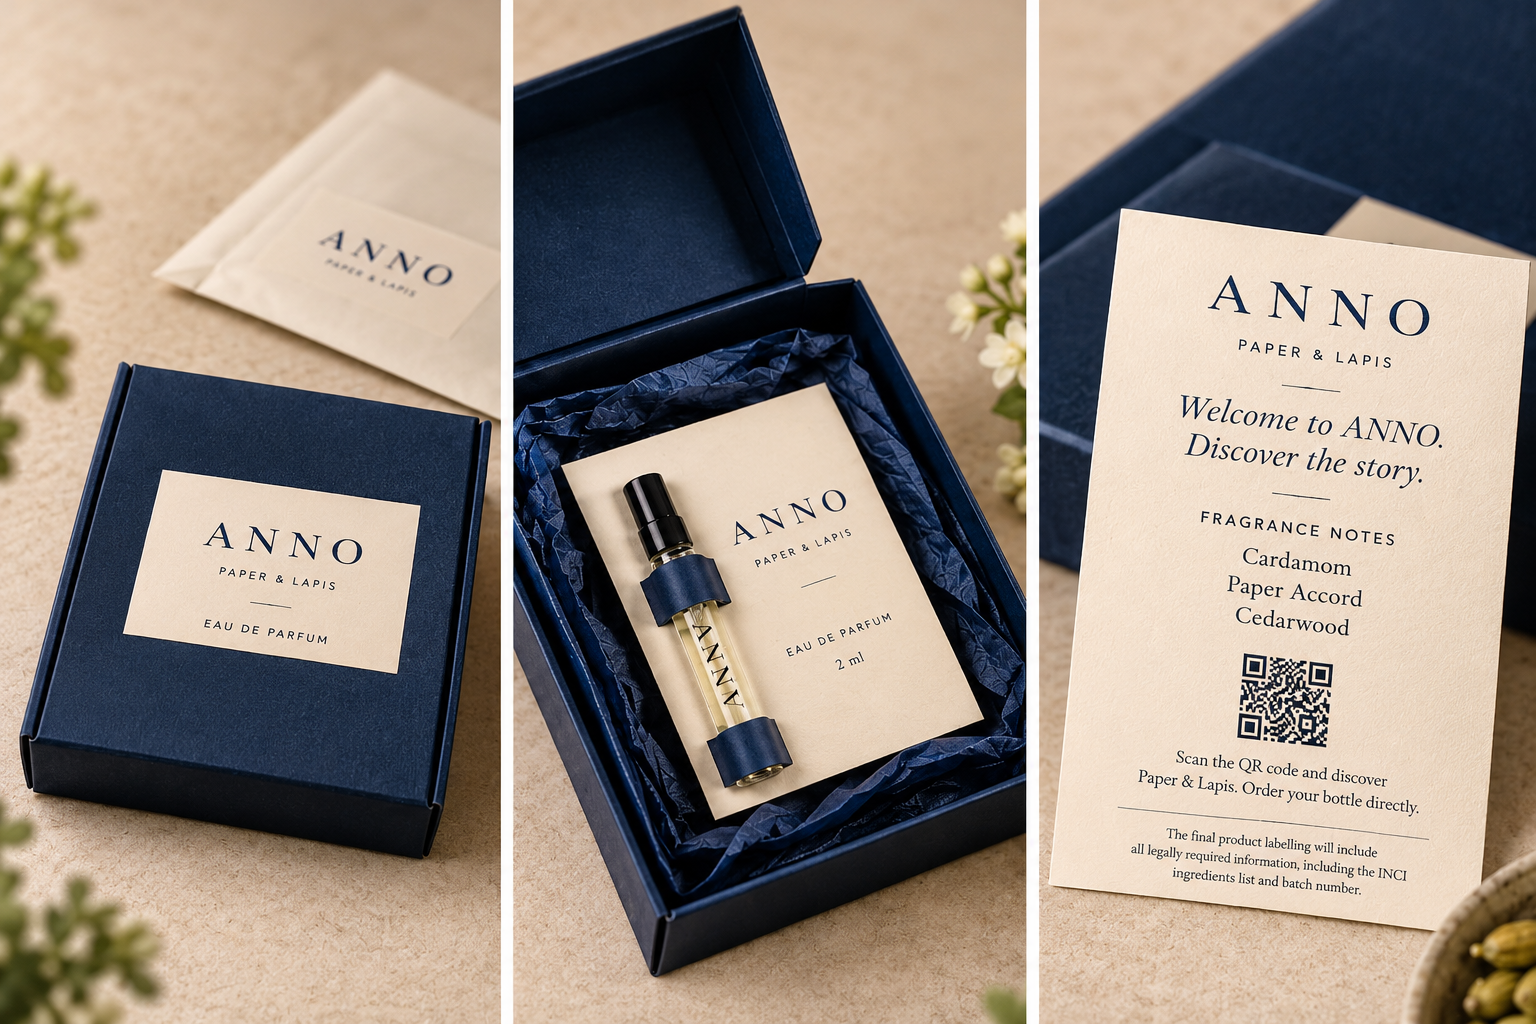 ANNO
PAPER & LAPIS
ANNO
PAPER & LAPIS
EAU DE PARFUM
ANNO
PAPER & LAPIS
EAU DE PARFUM
2 ml
ANNA
ANNO
PAPER & LAPIS
Welcome to ANNO.
Discover the story.
FRAGRANCE NOTES
Cardamom
Paper Accord
Cedarwood
Scan the QR code and discover
Paper & Lapis. Order your bottle directly.
The final product labelling will include
all legally required information, including the INCI
ingredients list and batch number.